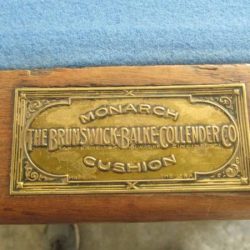 MONARCH
THE BRUNSWICK-BALKE-COLLENDER CO
CUSHION